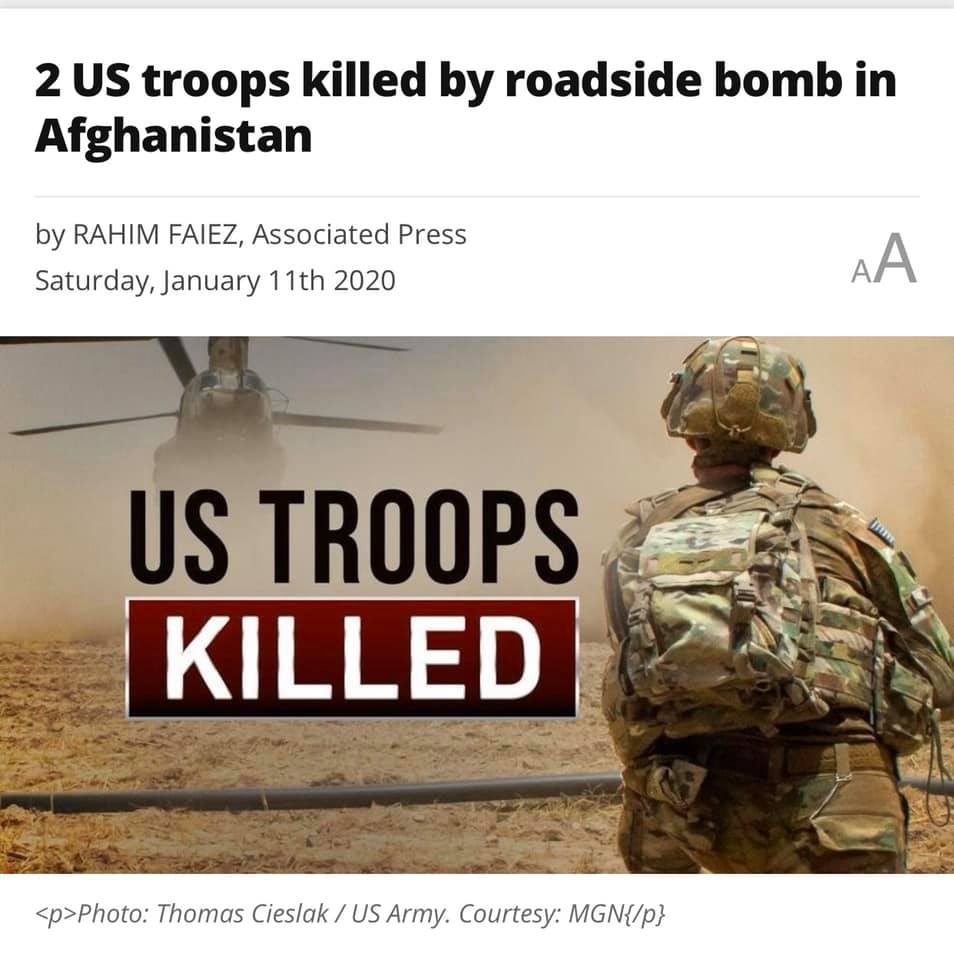 2 US troops killed by roadside bomb in
Afghanistan
by RAHIM FAIEZ, Associated Press
Saturday, January 11th 2020
AA
US TROOPS
KILLED
<p>Photo: Thomas Cieslak / US Army. Courtesy: MGN{/p}